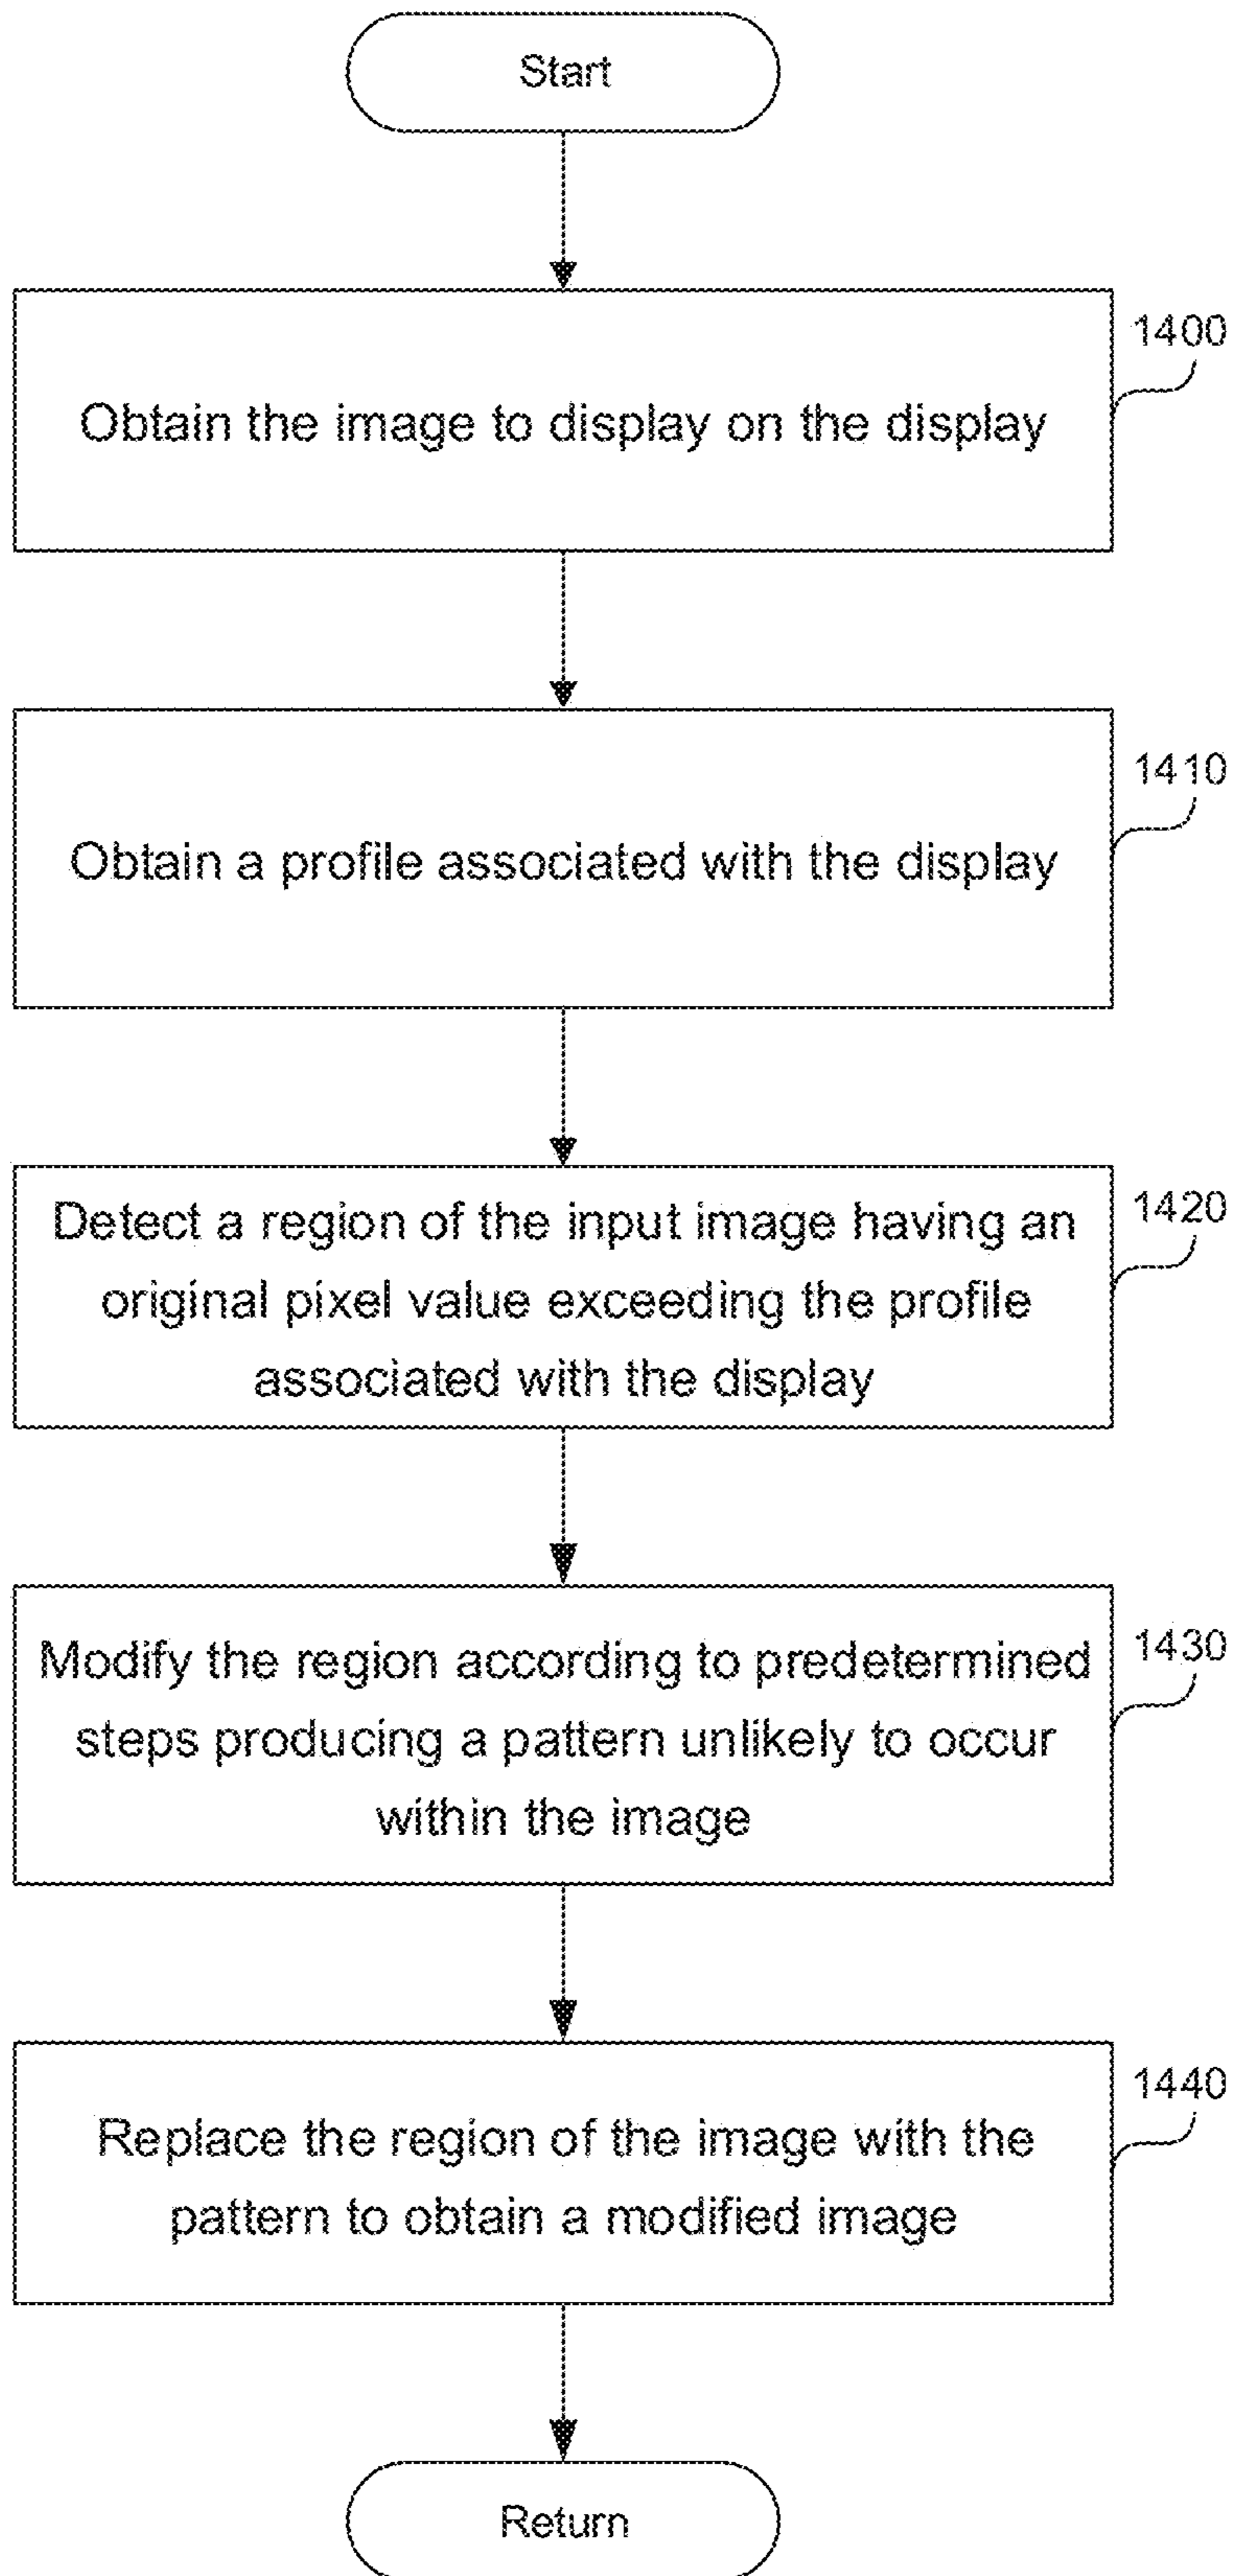 Start
1400
Obtain the image to display on the display
1410
Obtain a profile associated with the display
1420
Detect a region of the input image having an
original pixel value exceeding the profile
associated with the display
1430
Modify the region according to predetermined
steps producing a pattern unlikely to occur
within the image
1440
Replace the region of the image with the
pattern to obtain a modified image
Return